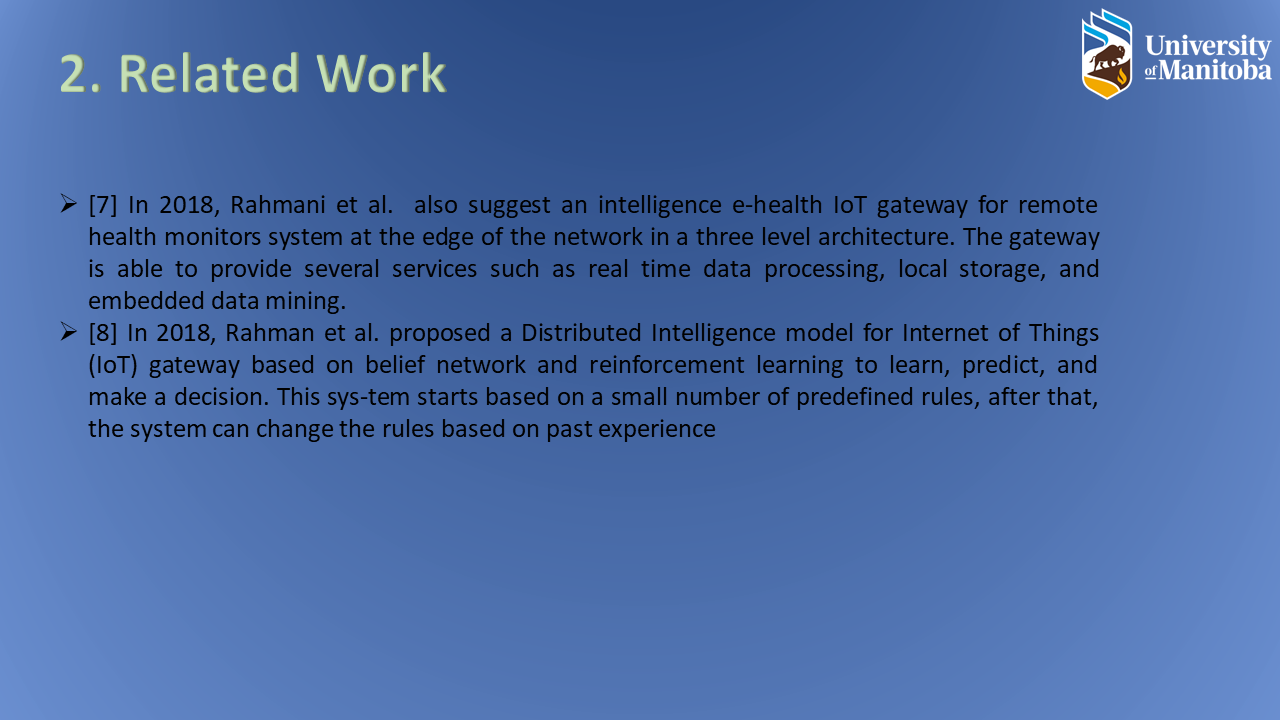 2. Related Work
University
of Manitoba
➢ [7] In 2018, Rahmani et al.  also suggest an intelligence e-health IoT gateway for remote
health monitors system at the edge of the network in a three level architecture. The gateway
is able to provide several services such as real time data processing, local storage, and
embedded data mining.
➢ [8] In 2018, Rahman et al. proposed a Distributed Intelligence model for Internet of Things
(IoT) gateway based on belief network and reinforcement learning to learn, predict, and
make a decision. This sys-tem starts based on a small number of predefined rules, after that,
the system can change the rules based on past experience